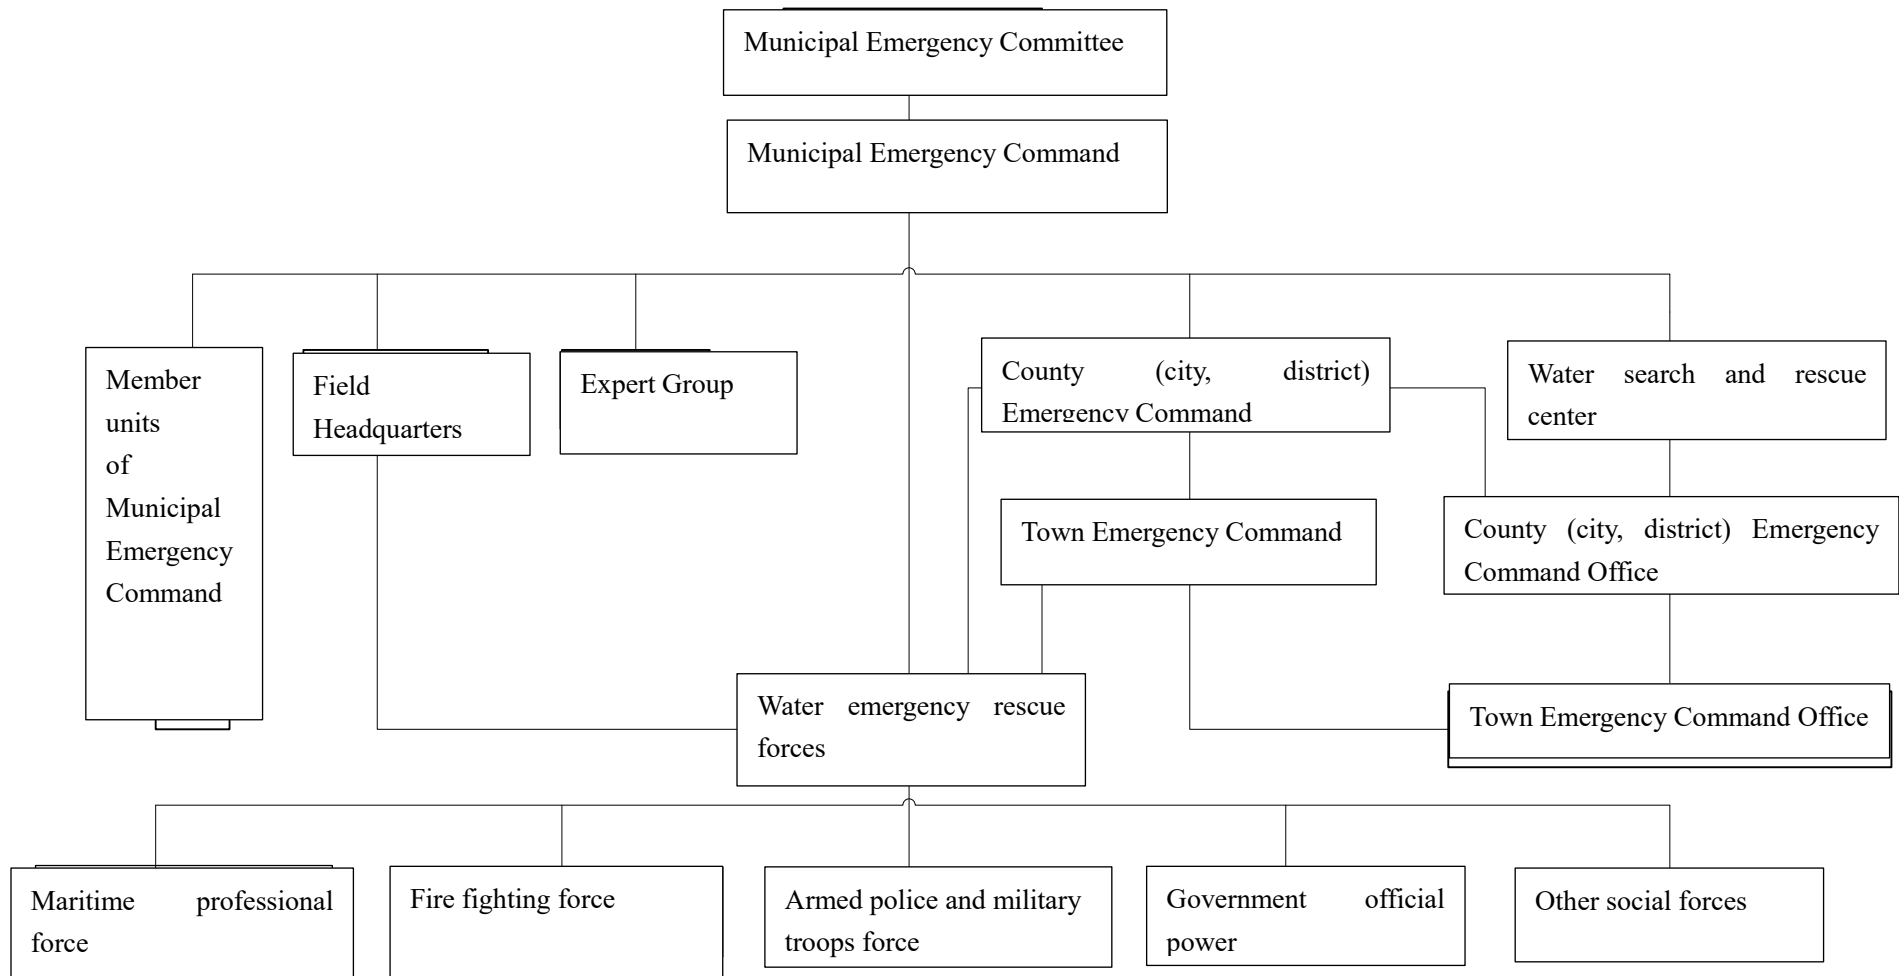 Municipal Emergency Committee
Municipal Emergency Command
Member
units
of
Municipal
Emergency
Command
Field
Headquarters
Expert Group
County (city, district)
Emergency Command
Water search and rescue
center
Town Emergency Command
County (city, district) Emergency
Command Office
Water emergency rescue
forces
Town Emergency Command Office
Maritime professional
force
Fire fighting force
Armed police and military
troops force
Government official
power
Other social forces